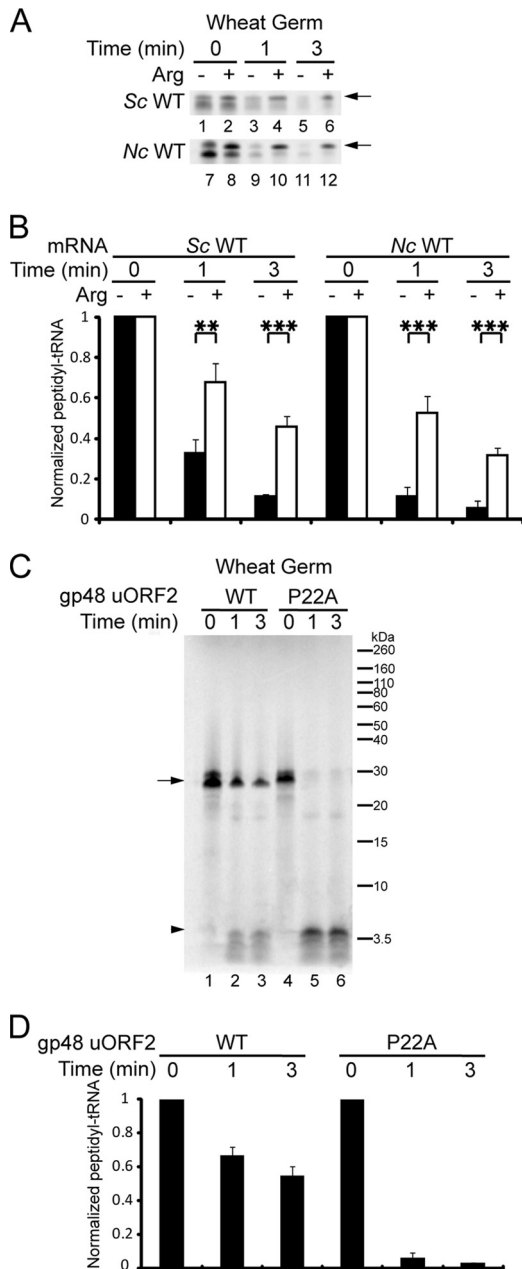 A
Wheat Germ
Time (min) 0 1 3
Arg - + - + - +
Sc WT
1 2 3 4 5 6
Nc WT
7 8 9 10 11 12
B
mRNA Sc WT Nc WT
Time (min) 0 1 3 0 1 3
Arg - + - + - + - + - + - +
Normalized peptidyl-tRNA
1
0.8
0.6
0.4
0.2
0
** *** *** ***
C
Wheat Germ
gp48 uORF2 WT P22A
Time (min) 0 1 3 0 1 3
kDa
260
160
110
80
60
50
40
30
20
15
10
3.5
1 2 3 4 5 6
D
gp48 uORF2 WT P22A
Time (min) 0 1 3 0 1 3
Normalized peptidyl-tRNA
1
0.8
0.6
0.4
0.2
0